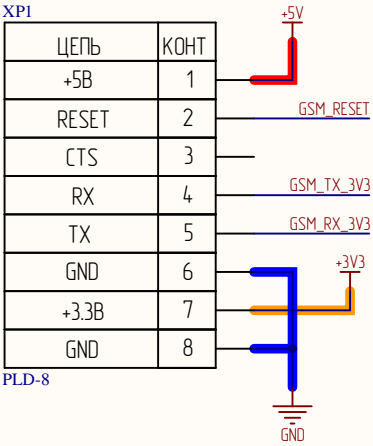 XP1
+5V
ЦЕПЬ КОНТ
+5В 1
RESET 2 GSM_RESET
CTS 3
RX 4 GSM_TX_3V3
TX 5 GSM_RX_3V3
GND 6
+3V3
+3.3В 7
GND 8
PLD-8
GND